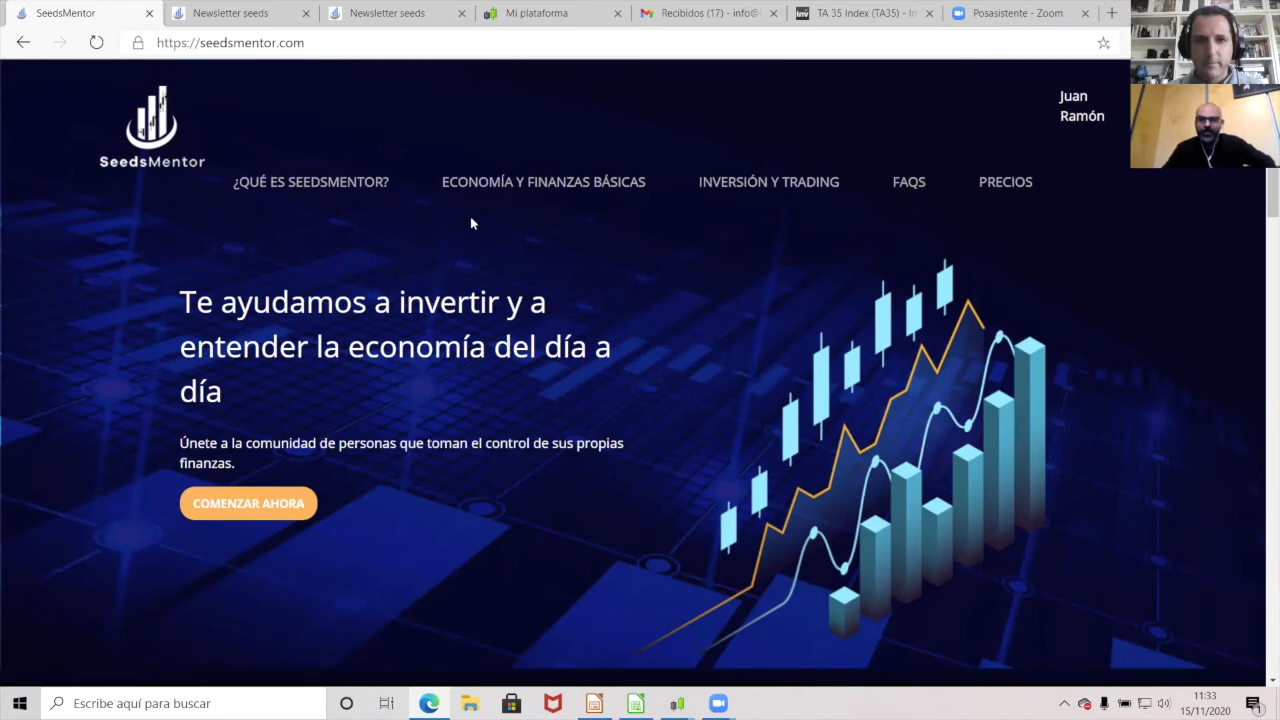 SeedsMentor
Newsletter seeds
Newsletter seeds
Mi plataforma
Recibidos (17) - info@
TA 35 Index (TA35) - In
Posasistente - Zoom
https://seedsmentor.com
Juan
Ramón
SeedsMentor
¿QUÉ ES SEEDSMENTOR?
ECONOMÍA Y FINANZAS BÁSICAS
INVERSIÓN Y TRADING
FAQS
PRECIOS
Te ayudamos a invertir y a
entender la economía del día a
día
Únete a la comunidad de personas que toman el control de sus propias
finanzas.
COMENZAR AHORA
Escribe aquí para buscar
11:33
15/11/2020
1